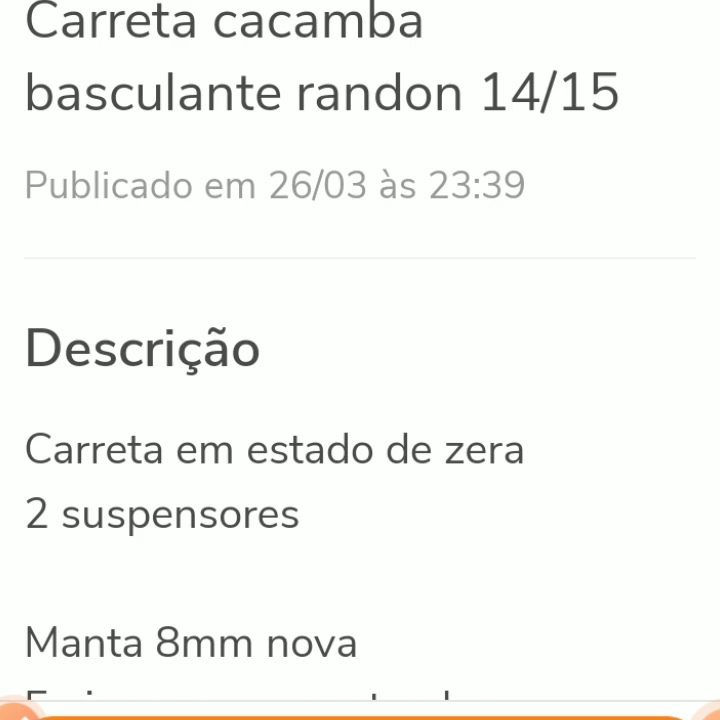 Carreta cacamba
basculante randon 14/15
Publicado em 26/03 às 23:39
Descrição
Carreta em estado de zera
2 suspensores
Manta 8mm nova